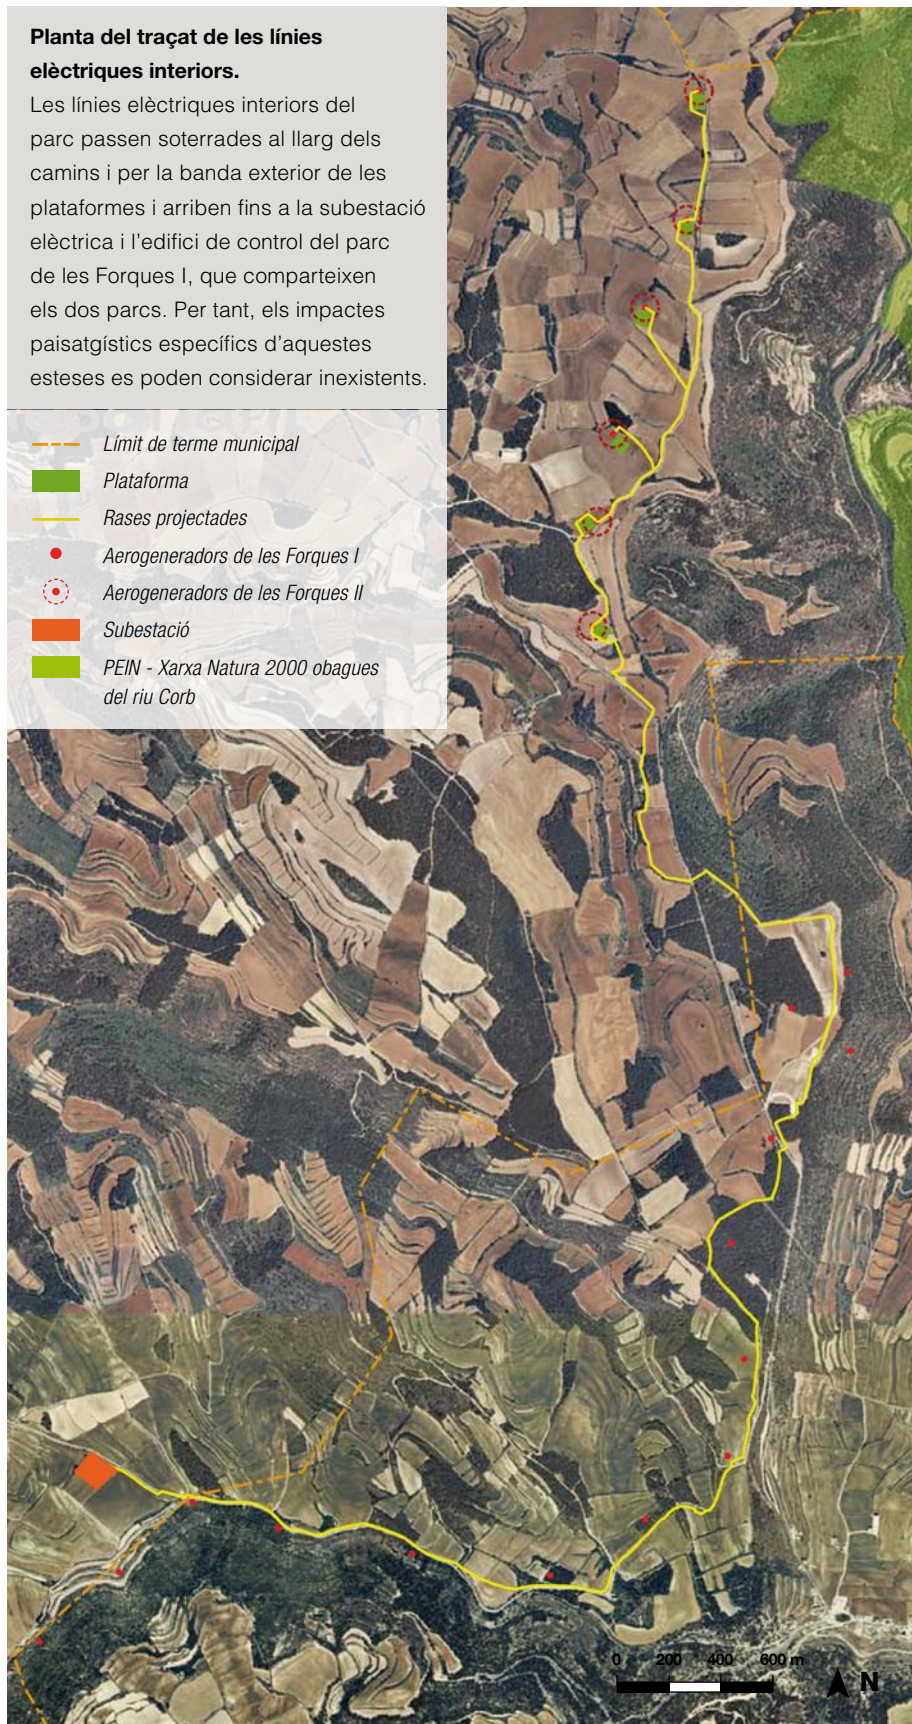 Planta del traçat de les línies
elèctriques interiors.
Les línies elèctriques interiors del
parc passen soterrades al llarg dels
camins i per la banda exterior de les
plataformes i arriben fins a la subestació
elèctrica i l’edifici de control del parc
de les Forques I, que comparteixen
els dos parcs. Per tant, els impactes
paisatgístics específics d’aquestes
esteses es poden considerar inexistents.
Límit de terme municipal
Plataforma
Rases projectades
Aerogeneradors de les Forques I
Aerogeneradors de les Forques II
Subestació
PEIN - Xarxa Natura 2000 obagues
del riu Corb
0 200 400 600 m
N